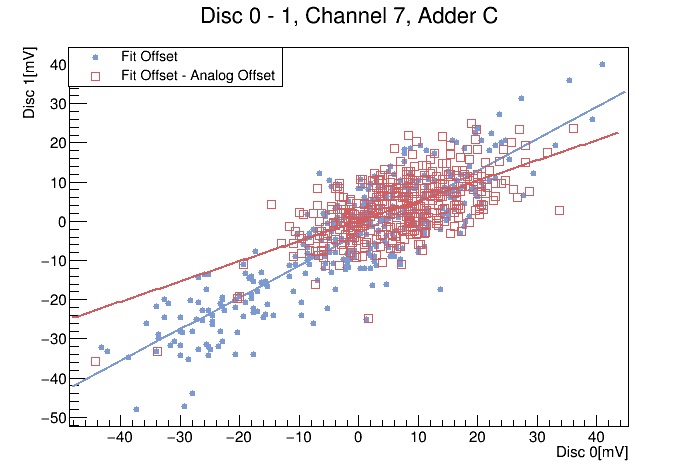 Disc 0 - 1, Channel 7, Adder C
Disc 1[mV]
Fit Offset
Fit Offset - Analog Offset
40
30
20
10
0
−10
−20
−30
−40
−50
−40 −30 −20 −10 0 10 20 30 40
Disc 0[mV]